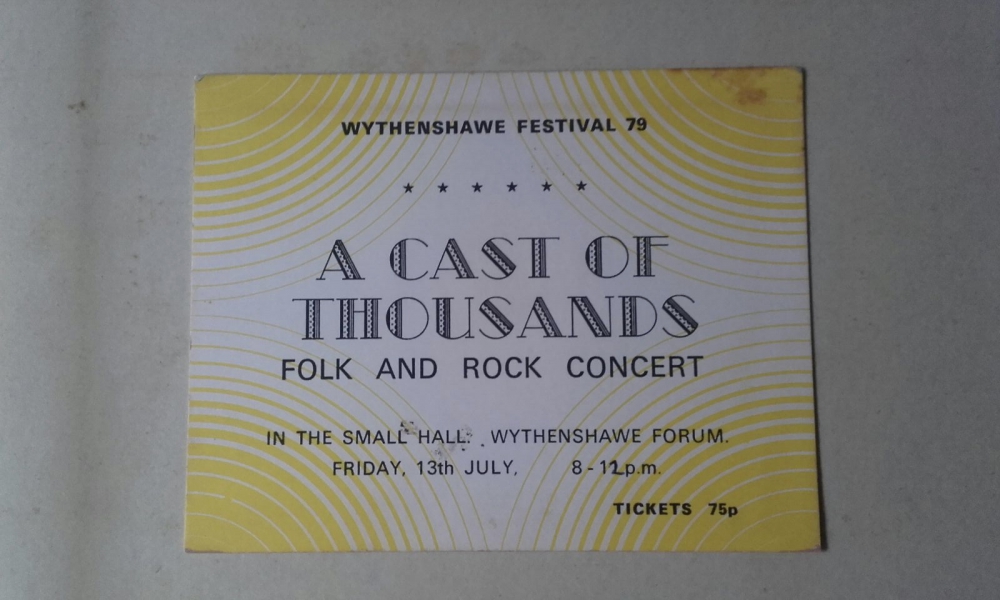 WYTHENSHAWE FESTIVAL 79
★ ★ ★ ★ ★ ★
A CAST OF
THOUSANDS
FOLK AND ROCK CONCERT
IN THE SMALL HALL. WYTHENSHAWE FORUM.
FRIDAY, 13th JULY, 8-12p.m.
TICKETS 75p